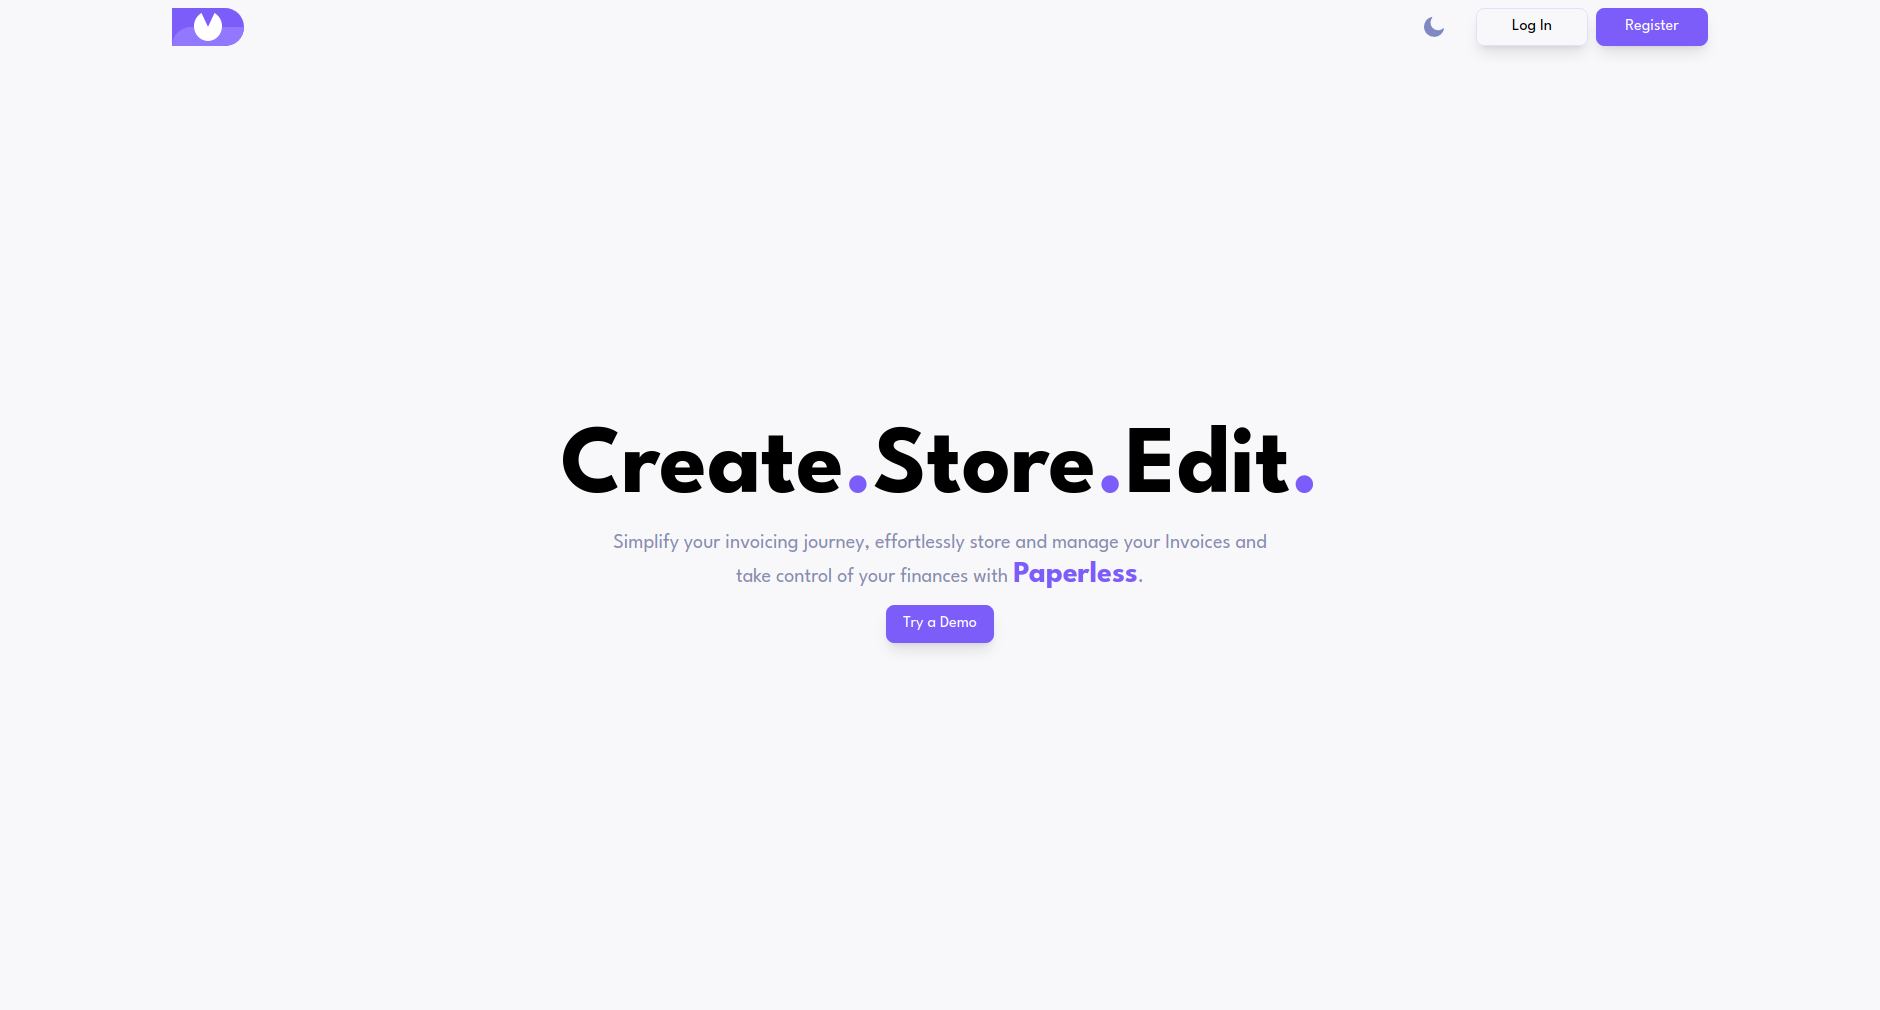 Log In
Register
Create.Store.Edit.
Simplify your invoicing journey, effortlessly store and manage your Invoices and
take control of your finances with Paperless.
Try a Demo